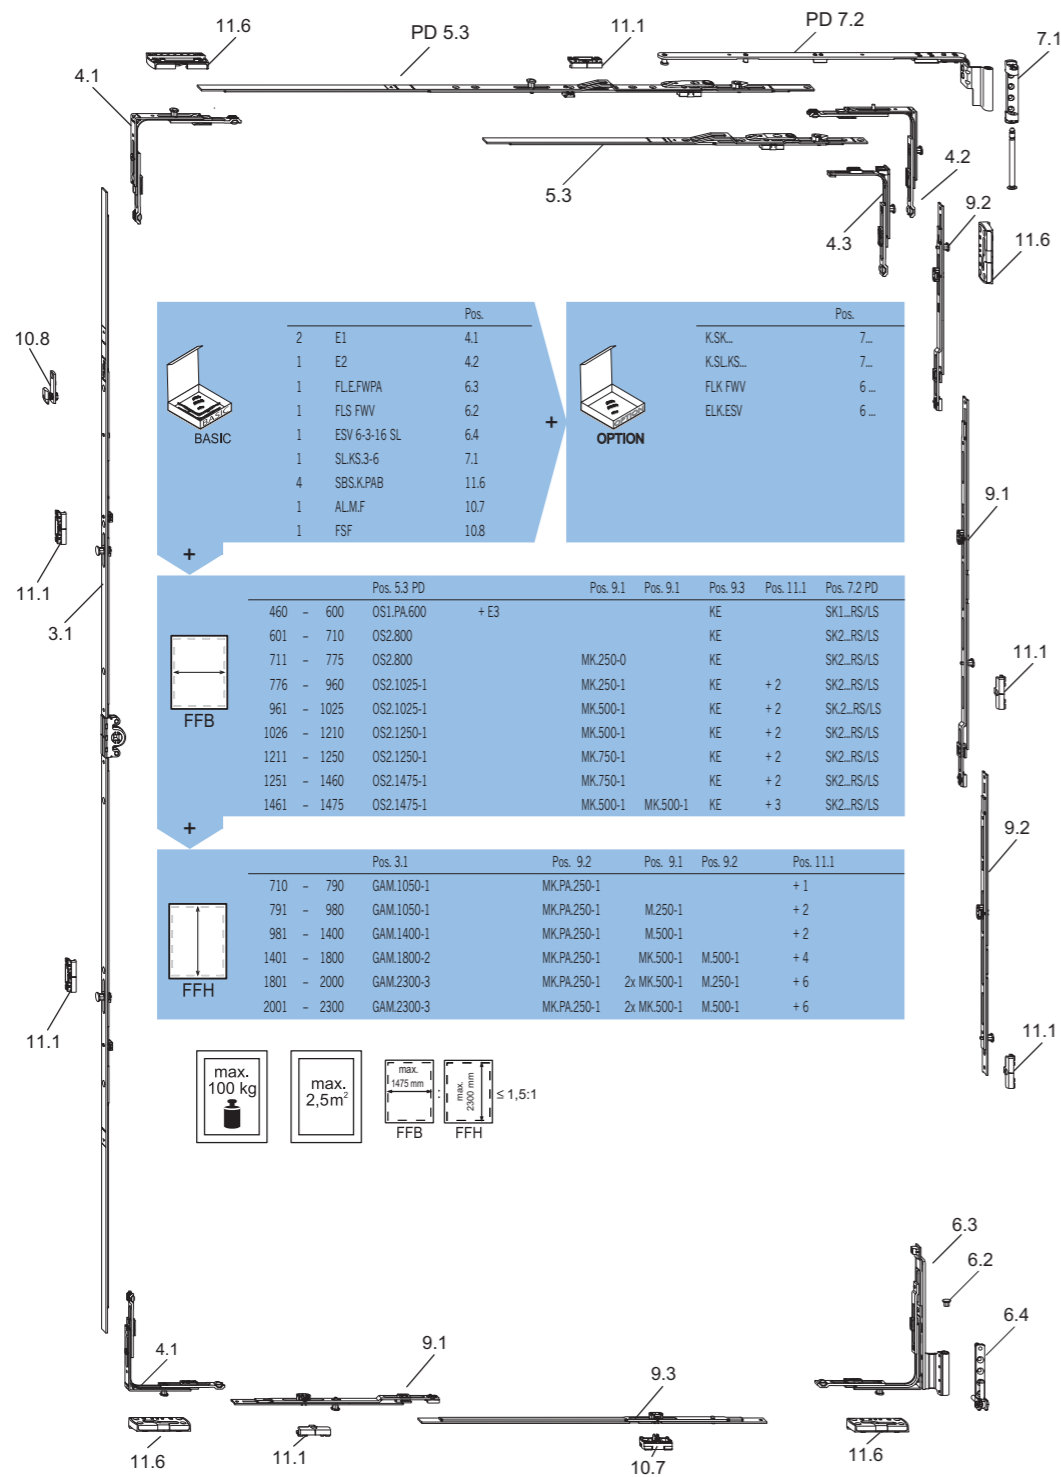 11.6
PD 5.3
11.1
PD 7.2
7.1
4.1
5.3
4.2
4.3
9.2
11.6
10.8
Pos.
2 E1 4.1
1 E2 4.2
1 FL.E.FWPA 6.3
1 FLS FWV 6.2
1 ESV 6-3-16 SL 6.4
1 SL.KS.3-6 7.1
4 SBS.K.PAB 11.6
1 AL.M.F 10.7
1 FSF 10.8
BASIC
BASIC
+
Pos.
K.SK... 7...
K.SL.KS... 7...
FLK FWV 6 ...
ELK.ESV 6 ...
OPTION
OPTION
9.1
11.1
3.1
+
Pos. 5.3 PD Pos. 9.1 Pos. 9.1 Pos. 9.3 Pos. 11.1 Pos. 7.2 PD
460 – 600 OS1.PA.600 + E3 KE SK1...RS/LS
601 – 710 OS2.800 KE SK2...RS/LS
711 – 775 OS2.800 MK.250-0 KE SK2...RS/LS
776 – 960 OS2.1025-1 MK.250-1 KE + 2 SK2...RS/LS
961 – 1025 OS2.1025-1 MK.500-1 KE + 2 SK.2...RS/LS
1026 – 1210 OS2.1250-1 MK.500-1 KE + 2 SK2...RS/LS
1211 – 1250 OS2.1250-1 MK.750-1 KE + 2 SK2...RS/LS
1251 – 1460 OS2.1475-1 MK.750-1 KE + 2 SK2...RS/LS
1461 – 1475 OS2.1475-1 MK.500-1 MK.500-1 KE + 3 SK2...RS/LS
FFB
11.1
+
9.2
Pos. 3.1 Pos. 9.2 Pos. 9.1 Pos. 9.2 Pos. 11.1
710 – 790 GAM.1050-1 MK.PA.250-1 + 1
791 – 980 GAM.1050-1 MK.PA.250-1 M.250-1 + 2
981 – 1400 GAM.1400-1 MK.PA.250-1 M.500-1 + 2
1401 – 1800 GAM.1800-2 MK.PA.250-1 MK.500-1 M.500-1 + 4
1801 – 2000 GAM.2300-3 MK.PA.250-1 2x MK.500-1 M.250-1 + 6
2001 – 2300 GAM.2300-3 MK.PA.250-1 2x MK.500-1 M.500-1 + 6
FFH
11.1
11.1
max.
100 kg
max.
2,5m²
max.
1475 mm
FFB
:
max.
2300 mm
FFH
≤ 1,5:1
6.3
6.2
6.4
4.1
9.1
9.3
11.6
11.1
10.7
11.6